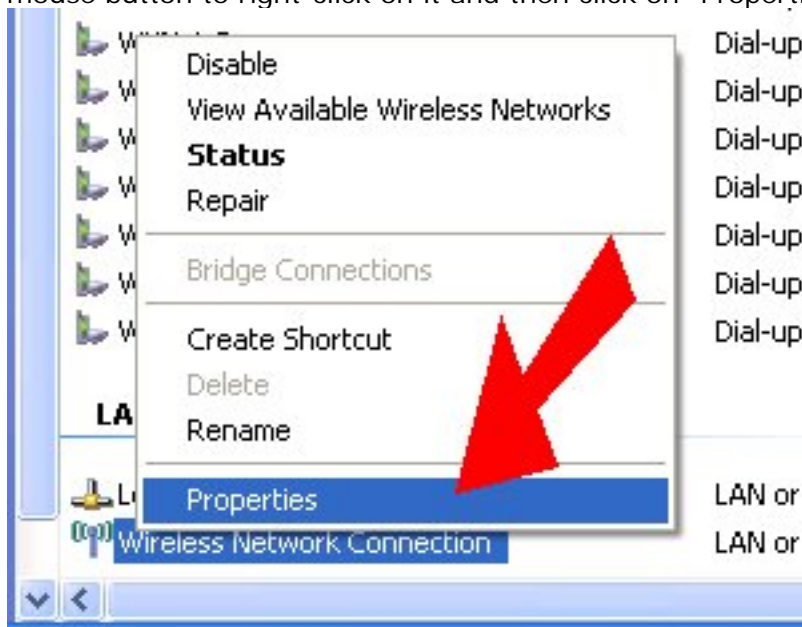 mouse button to right-click on it and then click on "Propert
Dial-up
Disable
Dial-up
View Available Wireless Networks
Dial-up
Status
Dial-up
Repair
Dial-up
Bridge Connections
Dial-up
Create Shortcut
Dial-up
Delete
LA
Rename
Properties
LAN or
Wireless Network Connection
LAN or